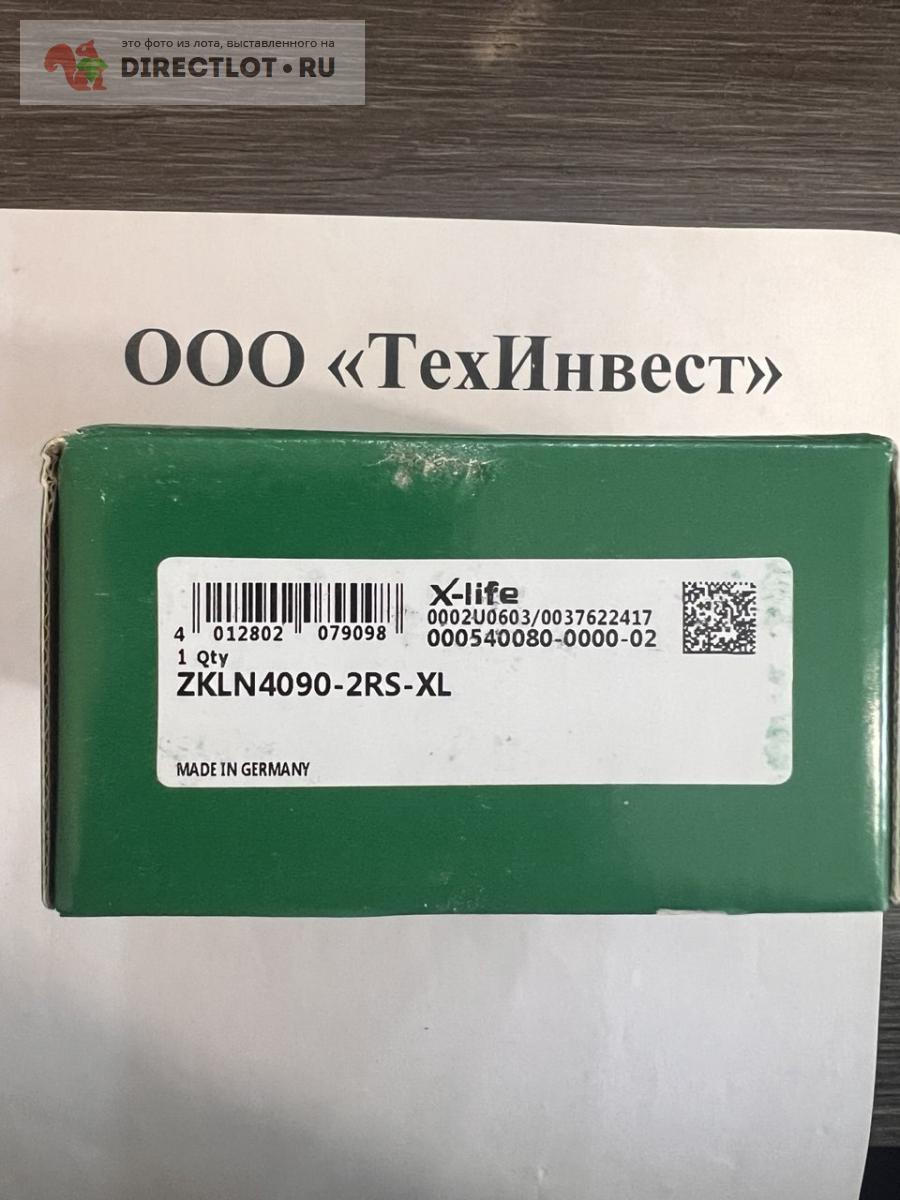 это фото из лота, выставленного на
DIRECTLOT•RU
ООО «ТехИнвест»
X-life
0002U0603/0037622417
000540080-0000-02
4 012802 079098
1 Qty
ZKLN4090-2RS-XL
MADE IN GERMANY